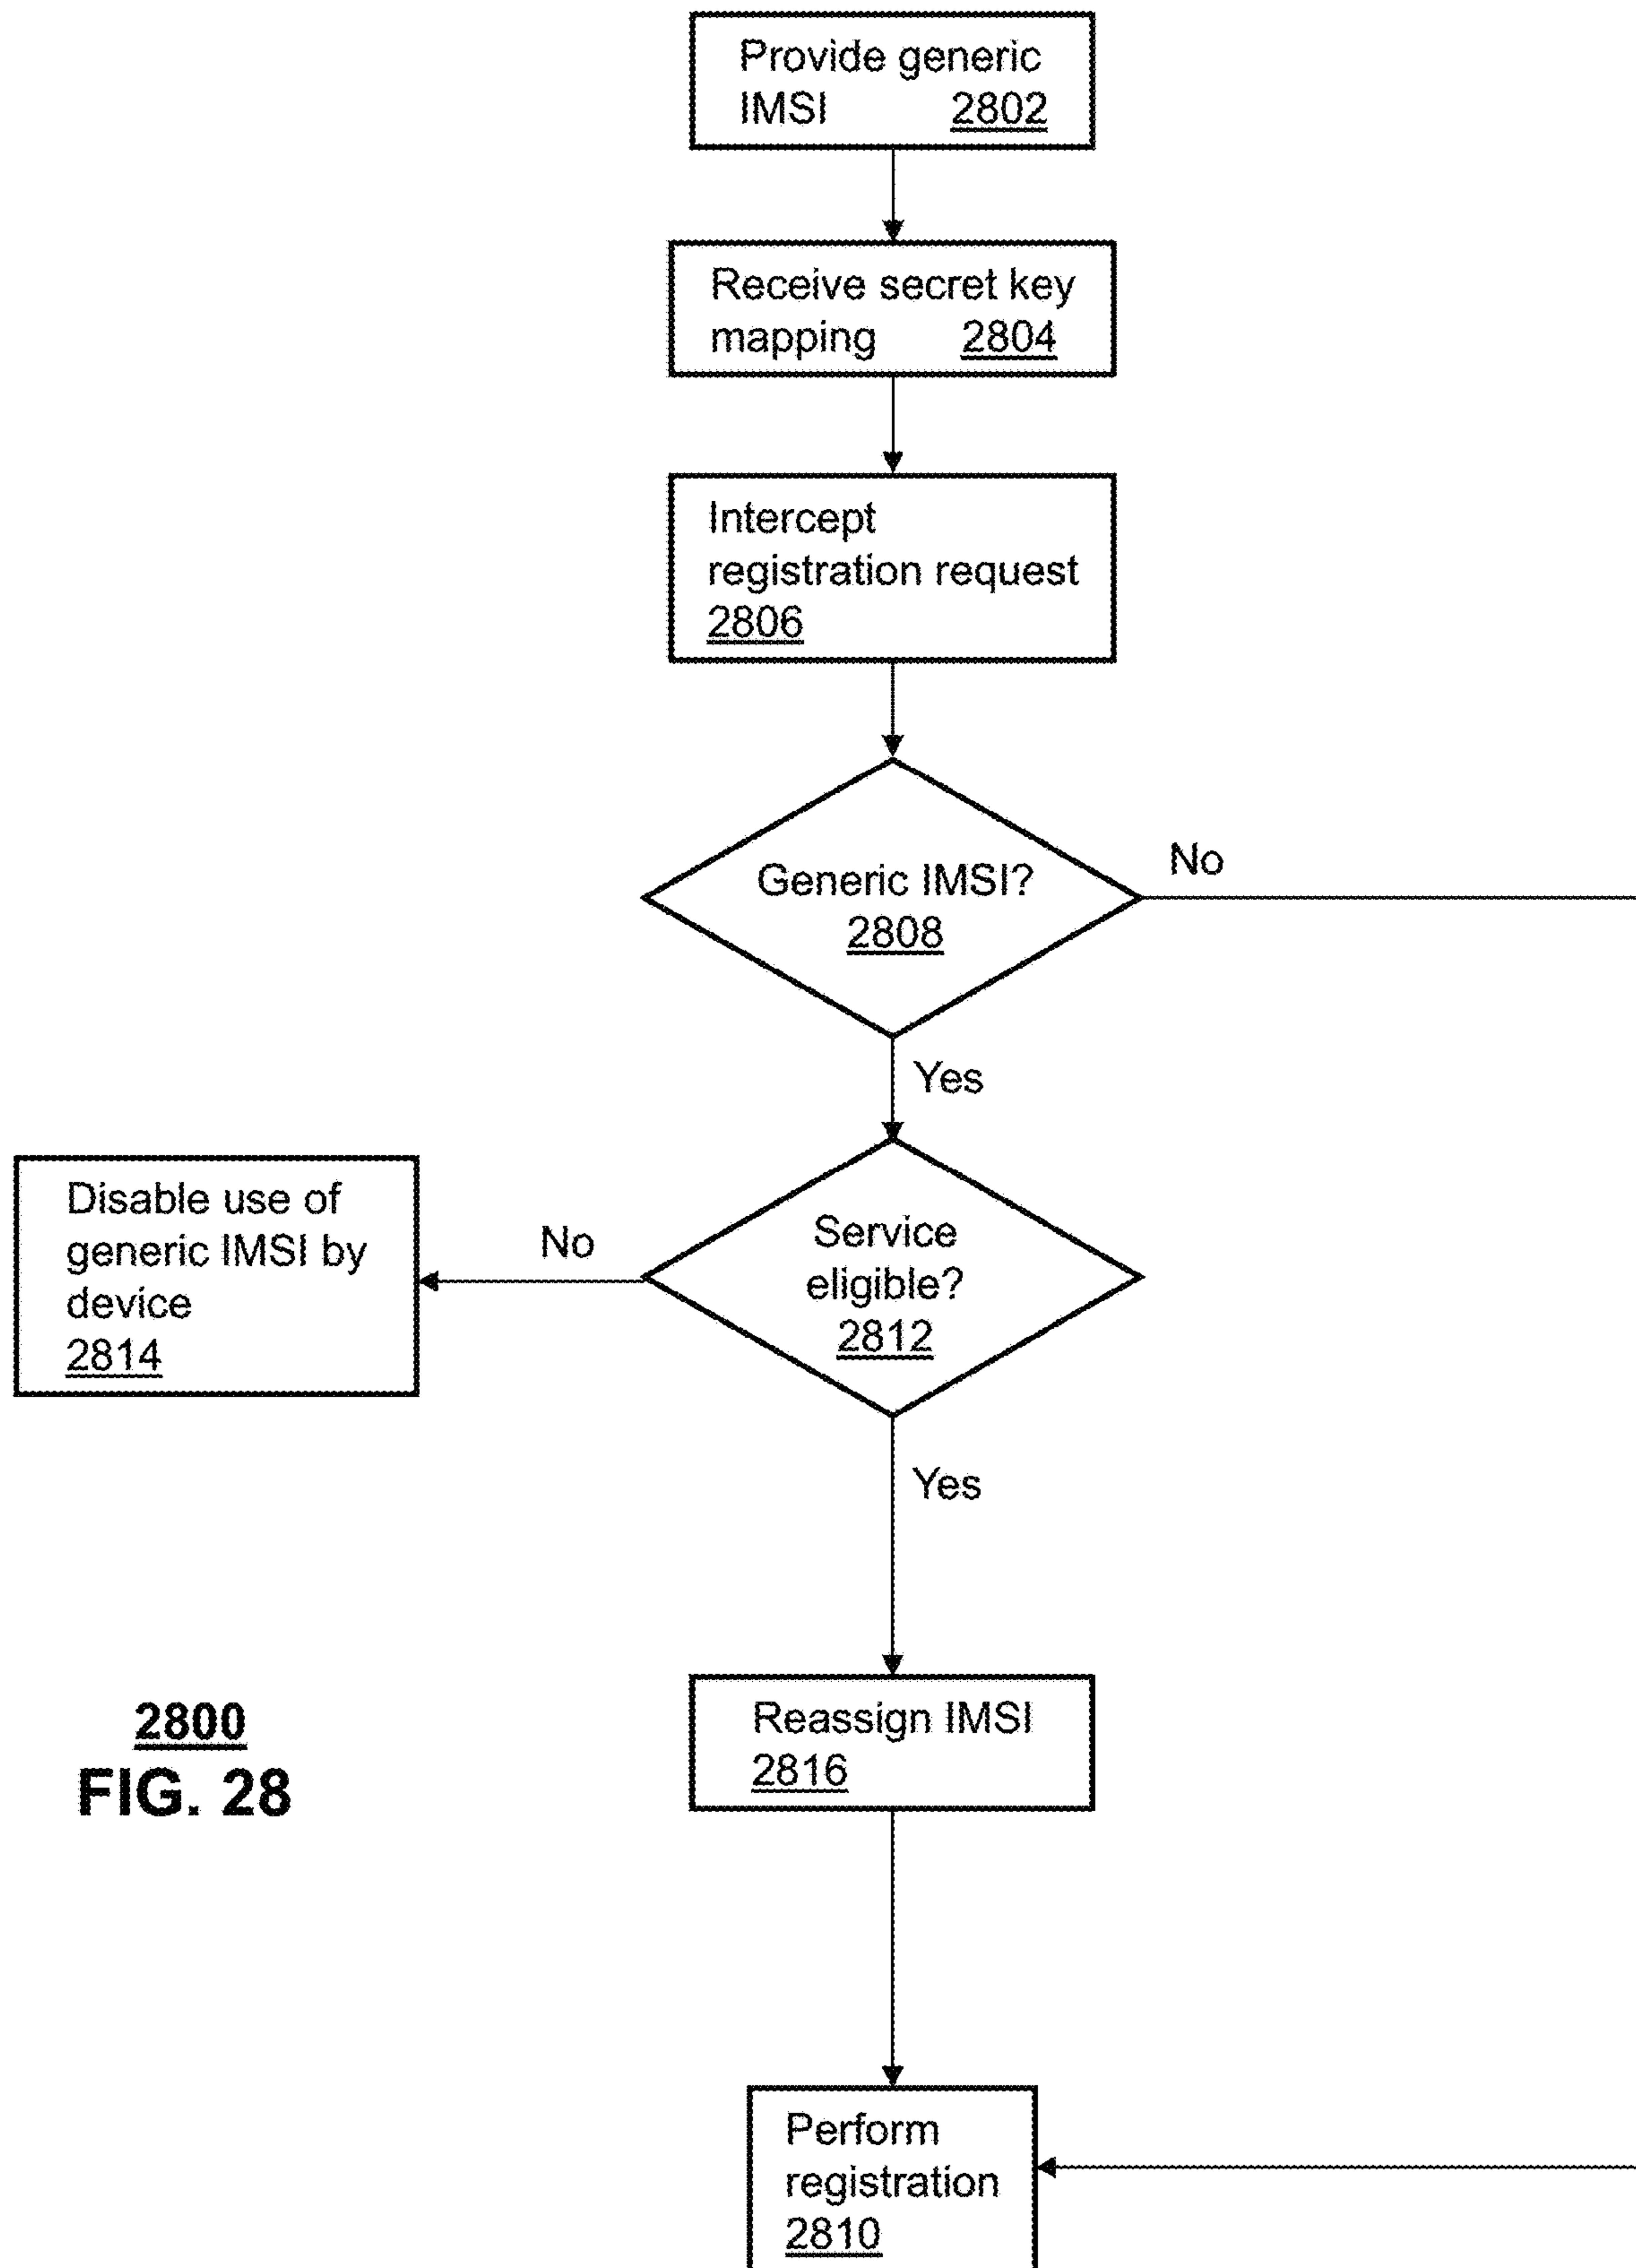 Provide generic
IMSI 2802
Receive secret key
mapping 2804
Intercept
registration request
2806
Generic IMSI?
2808
No
Yes
Service
eligible?
2812
No
Disable use of
generic IMSI by
device
2814
Yes
Reassign IMSI
2816
2800
FIG. 28
Perform
registration
2810